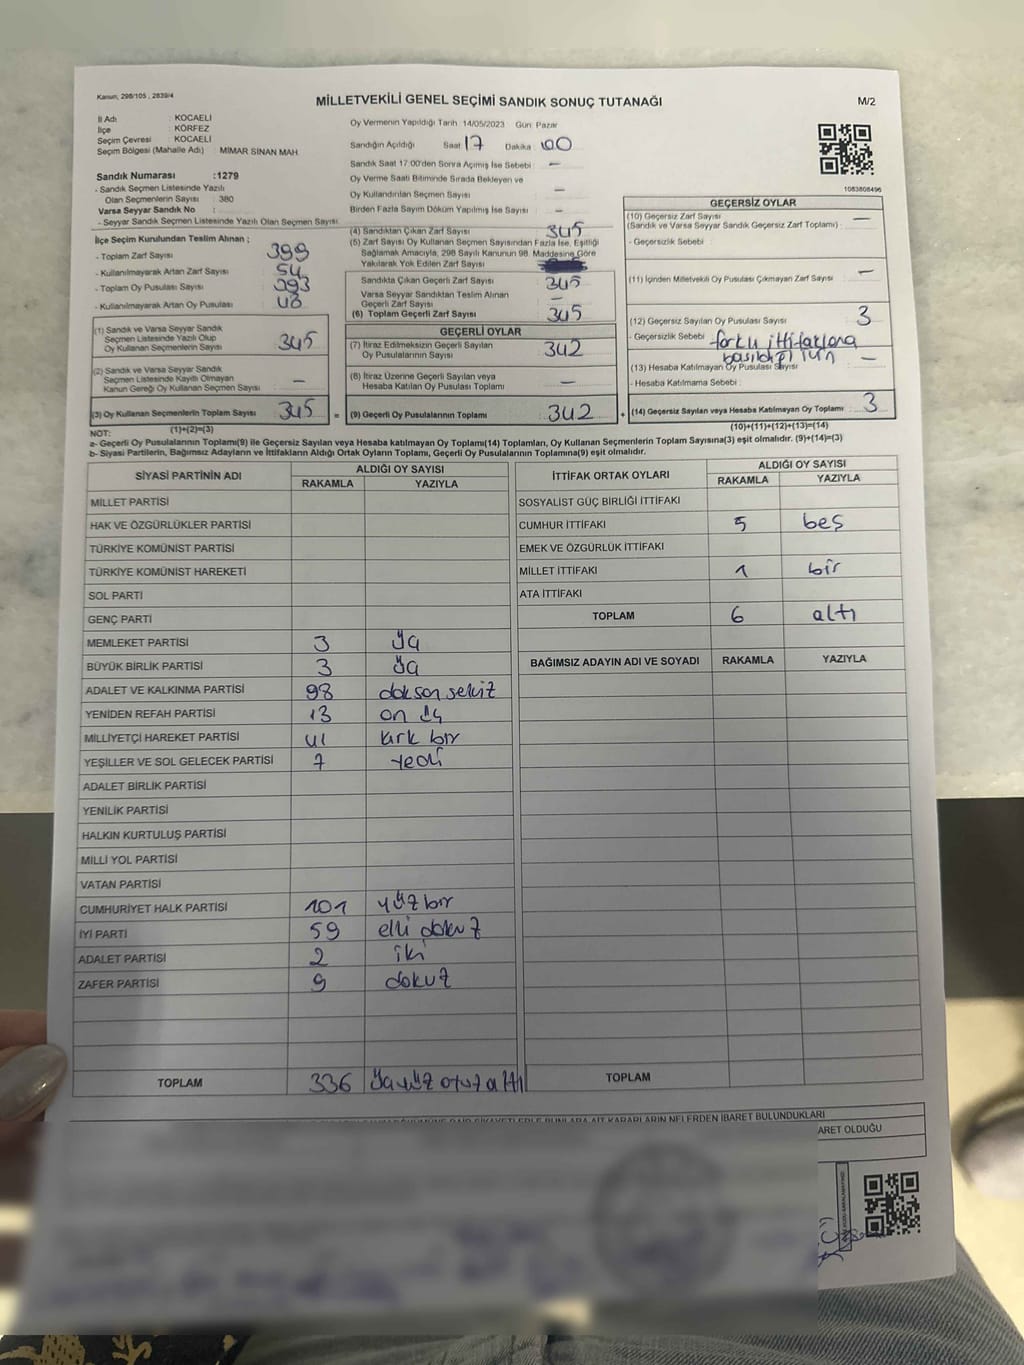 Kanun, 298/105 , 2839/4
MİLLETVEKİLİ GENEL SEÇİMİ SANDIK SONUÇ TUTANAĞI
M/2
İl Adı : KOCAELİ
İlçe : KÖRFEZ
Seçim Çevresi : KOCAELİ
Seçim Bölgesi (Mahalle Adı) : MİMAR SİNAN MAH.
Sandık Numarası :1279
- Sandık Seçmen Listesinde Yazılı
Olan Seçmenlerin Sayısı : 380
Varsa Seyyar Sandık No :
- Seyyar Sandık Seçmen Listesinde Yazılı Olan Seçmen Sayısı:
Oy Vermenin Yapıldığı Tarih 14/05/2023 Gün: Pazar
Sandığın Açıldığı Saat : 17 Dakika : 00
Sandık Saat 17:00'den Sonra Açımış İse Sebebi : —
Oy Verme Saati Bitiminde Sırada Bekleyen ve
Oy Kullandırılan Seçmen Sayısı : —
Birden Fazla Sayım Döküm Yapılmış İse Sayısı : —
1083808496
İlçe Seçim Kurulundan Teslim Alınan ;
- Toplam Zarf Sayısı : 399
- Kullanılmayarak Artan Zarf Sayısı : 54
- Toplam Oy Pusulası Sayısı : 393
- Kullanılmayarak Artan Oy Pusulası : 48
(1) Sandık ve Varsa Seyyar Sandık
Seçmen Listesinde Yazılı Olup
Oy Kullanan Seçmenlerin Sayısı : 345
(2) Sandık ve Varsa Seyyar Sandık
Seçmen Listesinde Kayıtlı Olmayan
Kanun Gereği Oy Kullanan Seçmen Sayısı : —
(3) Oy Kullanan Seçmenlerin Toplam Sayısı : 345 =
(1)+(2)=(3)
(4) Sandıktan Çıkan Zarf Sayısı : 345
(5) Zarf Sayısı Oy Kullanan Seçmen Sayısından Fazla İse, Eşitliği
Sağlamak Amacıyla, 298 Sayılı Kanunun 98. Maddesine Göre
Yakılarak Yok Edilen Zarf Sayısı :
Sandıkta Çıkan Geçerli Zarf Sayısı : 345
Varsa Seyyar Sandıktan Teslim Alınan
Geçerli Zarf Sayısı : —
(6) Toplam Geçerli Zarf Sayısı : 345
GEÇERLİ OYLAR
(7) İtiraz Edilmeksizin Geçerli Sayılan
Oy Pusulalarının Sayısı : 342
(8) İtiraz Üzerine Geçerli Sayılan veya
Hesaba Katılan Oy Pusulası Toplamı : —
(9) Geçerli Oy Pusulalarının Toplamı : 342 +
GEÇERSİZ OYLAR
(10) Geçersiz Zarf Sayısı : —
(Sandık ve Varsa Seyyar Sandık Geçersiz Zarf Toplamı) :
- Geçersizlik Sebebi :
(11) İçinden Milletvekili Oy Pusulası Çıkmayan Zarf Sayısı : —
(12) Geçersiz Sayılan Oy Pusulası Sayısı : 3
- Geçersizlik Sebebi : farklı ittifaklara
basıldığı için
(13) Hesaba Katılmayan Oy Pusulası Sayısı : —
- Hesaba Katılmama Sebebi :
(14) Geçersiz Sayılan veya Hesaba Katılmayan Oy Toplamı : 3
(10)+(11)+(12)+(13)=(14)
NOT:
a- Geçerli Oy Pusulalarının Toplamı(9) ile Geçersiz Sayılan veya Hesaba katılmayan Oy Toplamı(14) Toplamları, Oy Kullanan Seçmenlerin Toplam Sayısına(3) eşit olmalıdır. (9)+(14)=(3)
b- Siyasi Partilerin, Bağımsız Adayların ve İttifakların Aldığı Ortak Oyların Toplamı, Geçerli Oy Pusulalarının Toplamına(9) eşit olmalıdır.
SİYASİ PARTİNİN ADI ALDIĞI OY SAYISI
RAKAMLA YAZIYLA
MİLLET PARTİSİ
HAK VE ÖZGÜRLÜKLER PARTİSİ
TÜRKİYE KOMÜNİST PARTİSİ
TÜRKİYE KOMÜNİST HAREKETİ
SOL PARTİ
GENÇ PARTİ
MEMLEKET PARTİSİ 3 üç
BÜYÜK BİRLİK PARTİSİ 3 üç
ADALET VE KALKINMA PARTİSİ 98 doksan sekiz
YENİDEN REFAH PARTİSİ 13 on üç
MİLLİYETÇİ HAREKET PARTİSİ 41 kırk bir
YEŞİLLER VE SOL GELECEK PARTİSİ 7 yedi
ADALET BİRLİK PARTİSİ
YENİLİK PARTİSİ
HALKIN KURTULUŞ PARTİSİ
MİLLİ YOL PARTİSİ
VATAN PARTİSİ
CUMHURİYET HALK PARTİSİ 101 yüz bir
İYİ PARTİ 59 elli dokuz
ADALET PARTİSİ 2 iki
ZAFER PARTİSİ 9 dokuz
TOPLAM 336 üçyüz otuz altı
İTTİFAK ORTAK OYLARI ALDIĞI OY SAYISI
RAKAMLA YAZIYLA
SOSYALİST GÜÇ BİRLİĞİ İTTİFAKI
CUMHUR İTTİFAKI 5 beş
EMEK VE ÖZGÜRLÜK İTTİFAKI
MİLLET İTTİFAKI 1 bir
ATA İTTİFAKI
TOPLAM 6 altı
BAĞIMSIZ ADAYIN ADI VE SOYADI RAKAMLA YAZIYLA
TOPLAM
KARARLARIN NELERDEN İBARET BULUNDUKLARI
ARET OLDUĞU